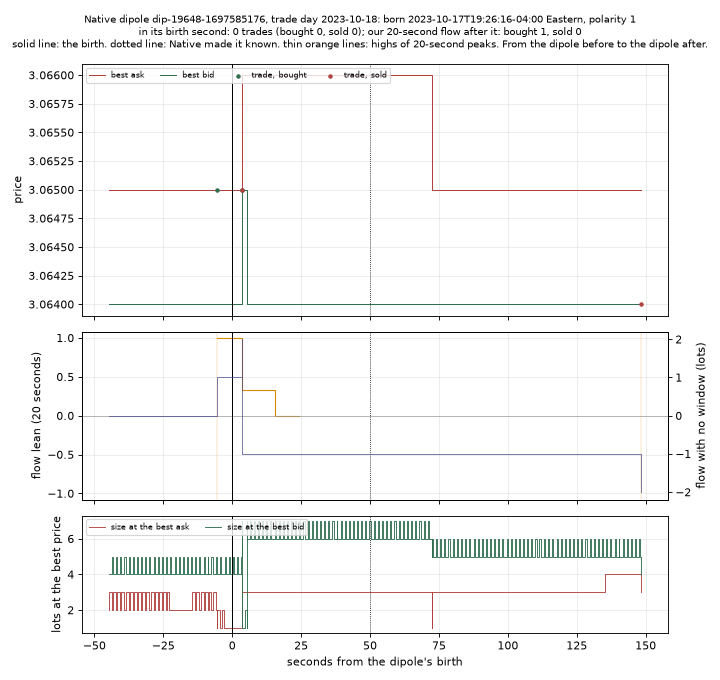 Native dipole dip-19648-1697585176, trade day 2023-10-18: born 2023-10-17T19:26:16-04:00 Eastern, polarity 1
in its birth second: 0 trades (bought 0, sold 0); our 20-second flow after it: bought 1, sold 0
solid line: the birth. dotted line: Native made it known. thin orange lines: highs of 20-second peaks. From the dipole before to the dipole after.
best ask
best bid
trade, bought
trade, sold
3.06600
3.06575
3.06550
3.06525
3.06500
3.06475
3.06450
3.06425
3.06400
price
1.0
0.5
0.0
−0.5
−1.0
flow lean (20 seconds)
2
1
0
−1
−2
flow with no window (lots)
size at the best ask
size at the best bid
6
4
2
lots at the best price
−50
−25
0
25
50
75
100
125
150
seconds from the dipole's birth